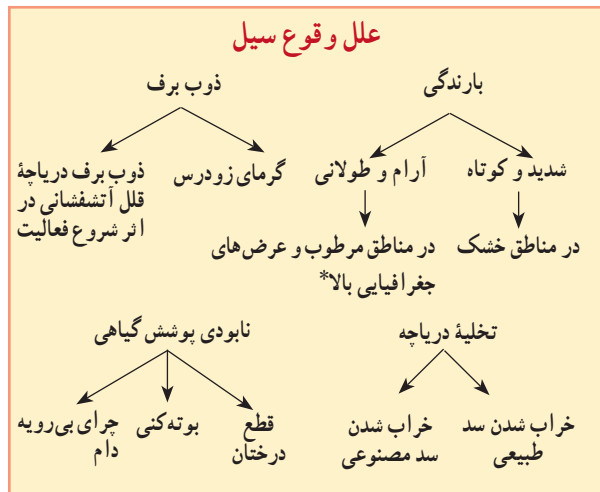 علل وقوع سیل
بارندگی
شدید و کوتاه
در مناطق خشک
آرام و طولانی
در مناطق مرطوب و عرض‌های
جغرافیایی بالا*
ذوب برف
گرمای زودرس
ذوب برف دریاچۀ
قلل آتشفشانی در
اثر شروع فعالیت
تخلیۀ دریاچه
خراب شدن سد
طبیعی
خراب شدن
سد مصنوعی
نابودی پوشش گیاهی
قطع
درختان
بوته‌کنی
چرای بی‌رویه
دام